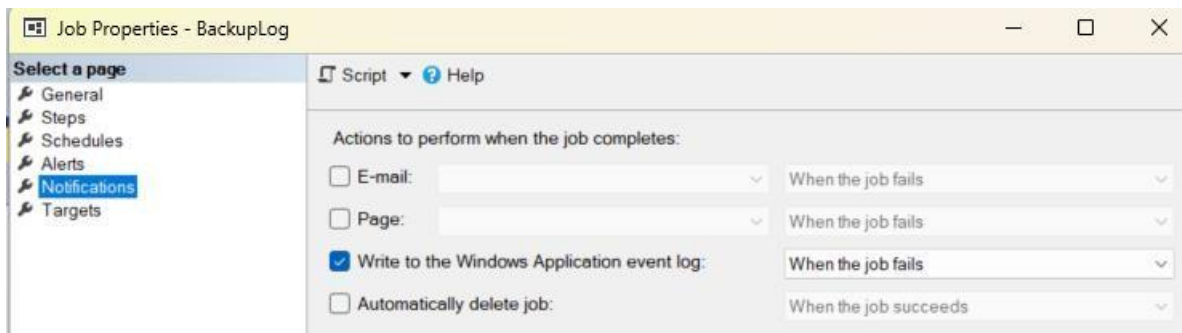 Job Properties - BackupLog
Select a page
General
Steps
Schedules
Alerts
Notifications
Targets
Script
Help
Actions to perform when the job completes:
E-mail:
When the job fails
Page:
When the job fails
Write to the Windows Application event log:
When the job fails
Automatically delete job:
When the job succeeds